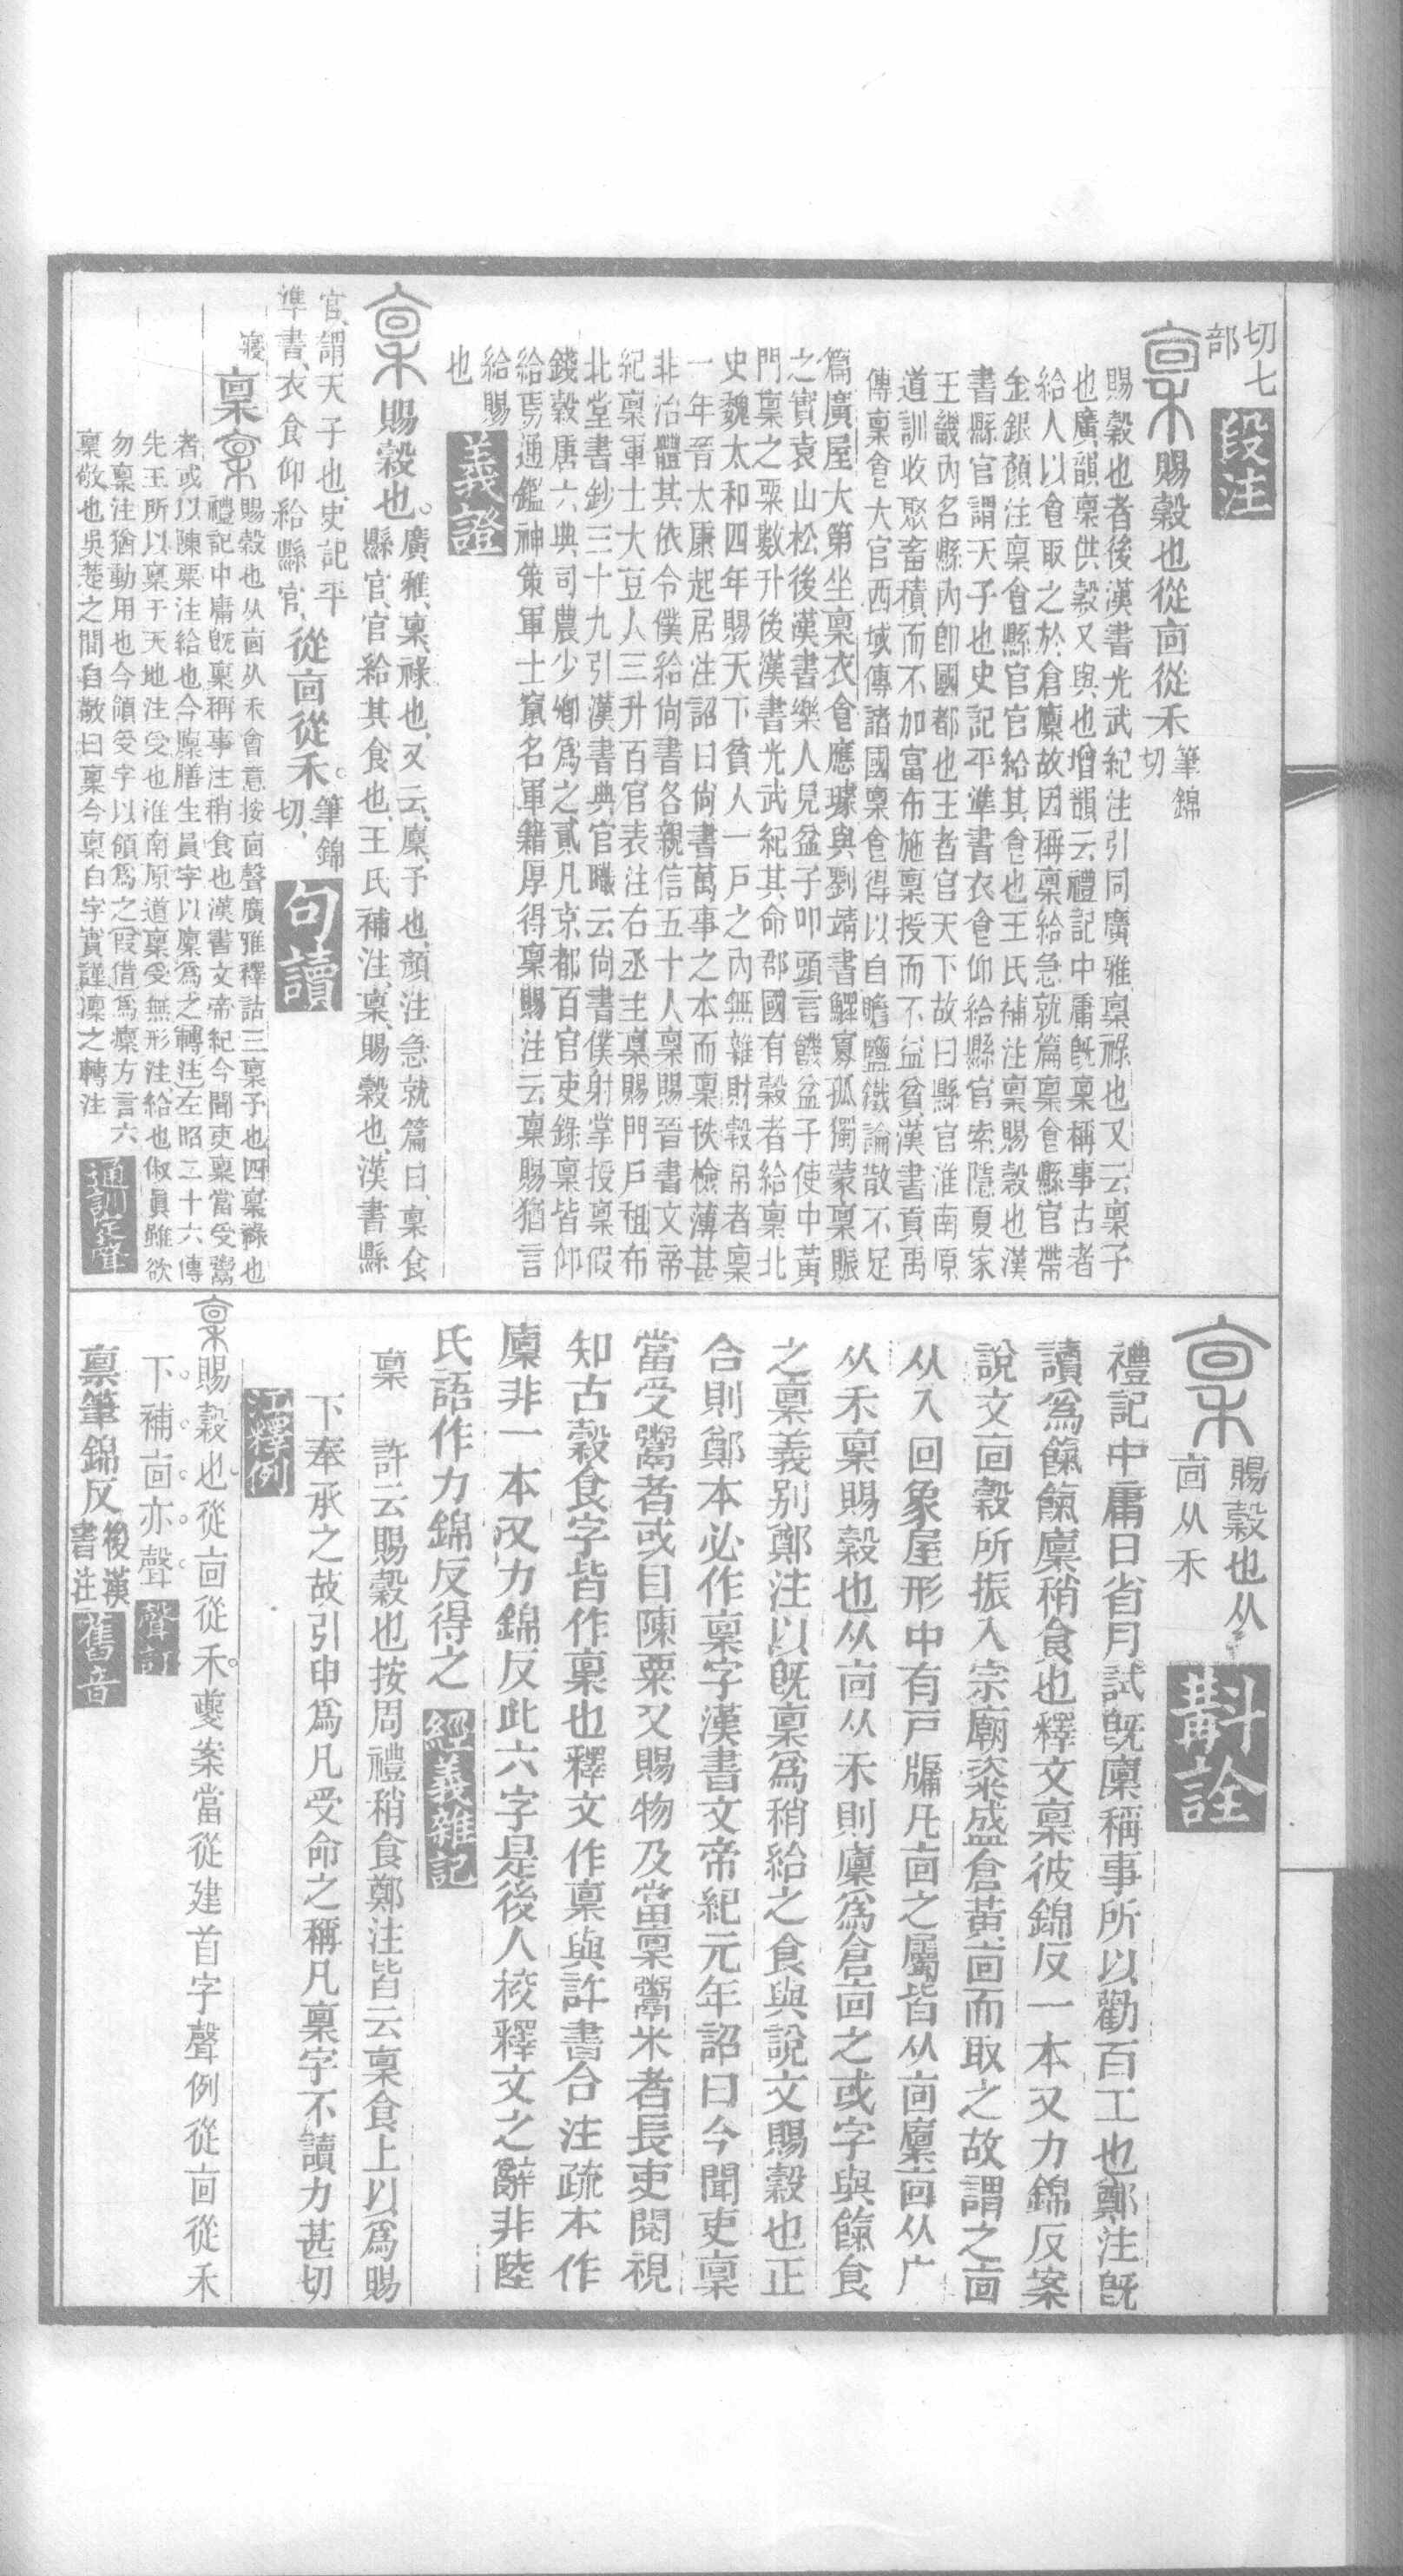 切七
部
段注
稟賜穀也從㐭從禾
筆錦
切
賜穀也者後漢書光武紀注引同廣雅稟祿也又云稟予
也廣韻稟供穀又與也增韻云禮記中庸旣稟稱事古者
給人以食取之於倉廩故因稱稟給急就篇稟食縣官帶
金銀顏注稟食縣官官給其食也王氏補注稟賜穀也漢
書縣官謂天子也史記平準書衣食仰給縣官索隱夏家
王畿內名縣內卽國都也王者官天下故曰縣官淮南原
道訓收聚畜積而不加富布施稟授而不益貧漢書貢禹
傳稟食大官西域傳諸國稟食得以自瞻鹽鐵論散不足
篇廣屋大第坐稟衣食應璩與劉靖書鰥寡孤獨蒙稟賑
之實袁山松後漢書樂人見盆子叩頭言饑盆子使中黃
門稟之粟數升後漢書光武紀其命郡國有穀者給稟北
史魏太和四年賜天下貧人一戶之內無雜財穀帛者稟
一年晉太康起居注詔曰尙書萬事之本而稟秩檢薄甚
非治體其依令僕給尙書各親信五十人稟賜晉書文帝
紀稟軍士大豆人三升百官表注右丞主稟賜門戶租布
北堂書鈔三十九引漢書典官職云尙書僕射掌授稟假
錢穀唐六典司農少卿爲之貳凡京都百官吏錄稟皆仰
給焉通鑑神策軍士竄名軍籍厚得稟賜注云稟賜猶言
給賜
也
義證
稟賜穀也。
廣雅、稟、祿也、又云、廩、予也、顏注急就篇曰、稟食
縣官、官給其食也、王氏補注、稟、賜穀也、漢書縣
官、謂天子也、史記平
準書、衣食仰給縣官、
從㐭從禾。
筆錦
切、
句讀
稟
賜穀也从㐭从禾會意按㐭聲廣雅釋詁三稟予也四稟祿也
禮記中庸旣稟稱事注稍食也漢書文帝紀今聞吏稟當受鬻
者或以陳粟注給也今廩膳生員字以廩爲之(轉注)左昭二十六傳
先王所以稟于天地注受也淮南原道稟受無形注給也俶眞雖欲
勿稟注猶動用也今領受字以領爲之(叚借)爲癛方言六
稟敬也吳楚之間自敬曰稟今稟白字實謹凜之轉注
通訓定聲
稟
賜穀也从
㐭从禾
斠詮
禮記中庸日省月試旣廩稱事所以勸百工也鄭注旣
讀爲餼餼廩稍食也釋文稟彼錦反一本又力錦反案
說文㐭穀所振入宗廟粢盛倉黃㐭而取之故謂之㐭
从入回象屋形中有戶牖凡㐭之屬皆从㐭廩㐭从广
从禾稟賜穀也从㐭从禾則廩爲倉㐭之或字與餼食
之稟義別鄭注以旣稟爲稍給之食與說文賜穀也正
合則鄭本必作稟字漢書文帝紀元年詔曰今聞吏稟
當受鬻者或㠯陳粟又賜物及當稟鬻米者長吏閱視
知古穀食字皆作稟也釋文作稟與許書合注疏本作
廩非一本又力錦反此六字是後人校釋文之辭非陸
氏語作力錦反得之
經義雜記
稟　許云賜穀也按周禮稍食鄭注皆云稟食上以爲賜
下奉承之故引申爲凡受命之稱凡稟字不讀力甚切
江釋例
稟賜穀也從㐭從禾。夔案當從建首字聲例從㐭從禾
下。補。㐭。亦。聲。
聲訂
稟筆錦反
後漢
書注
舊音